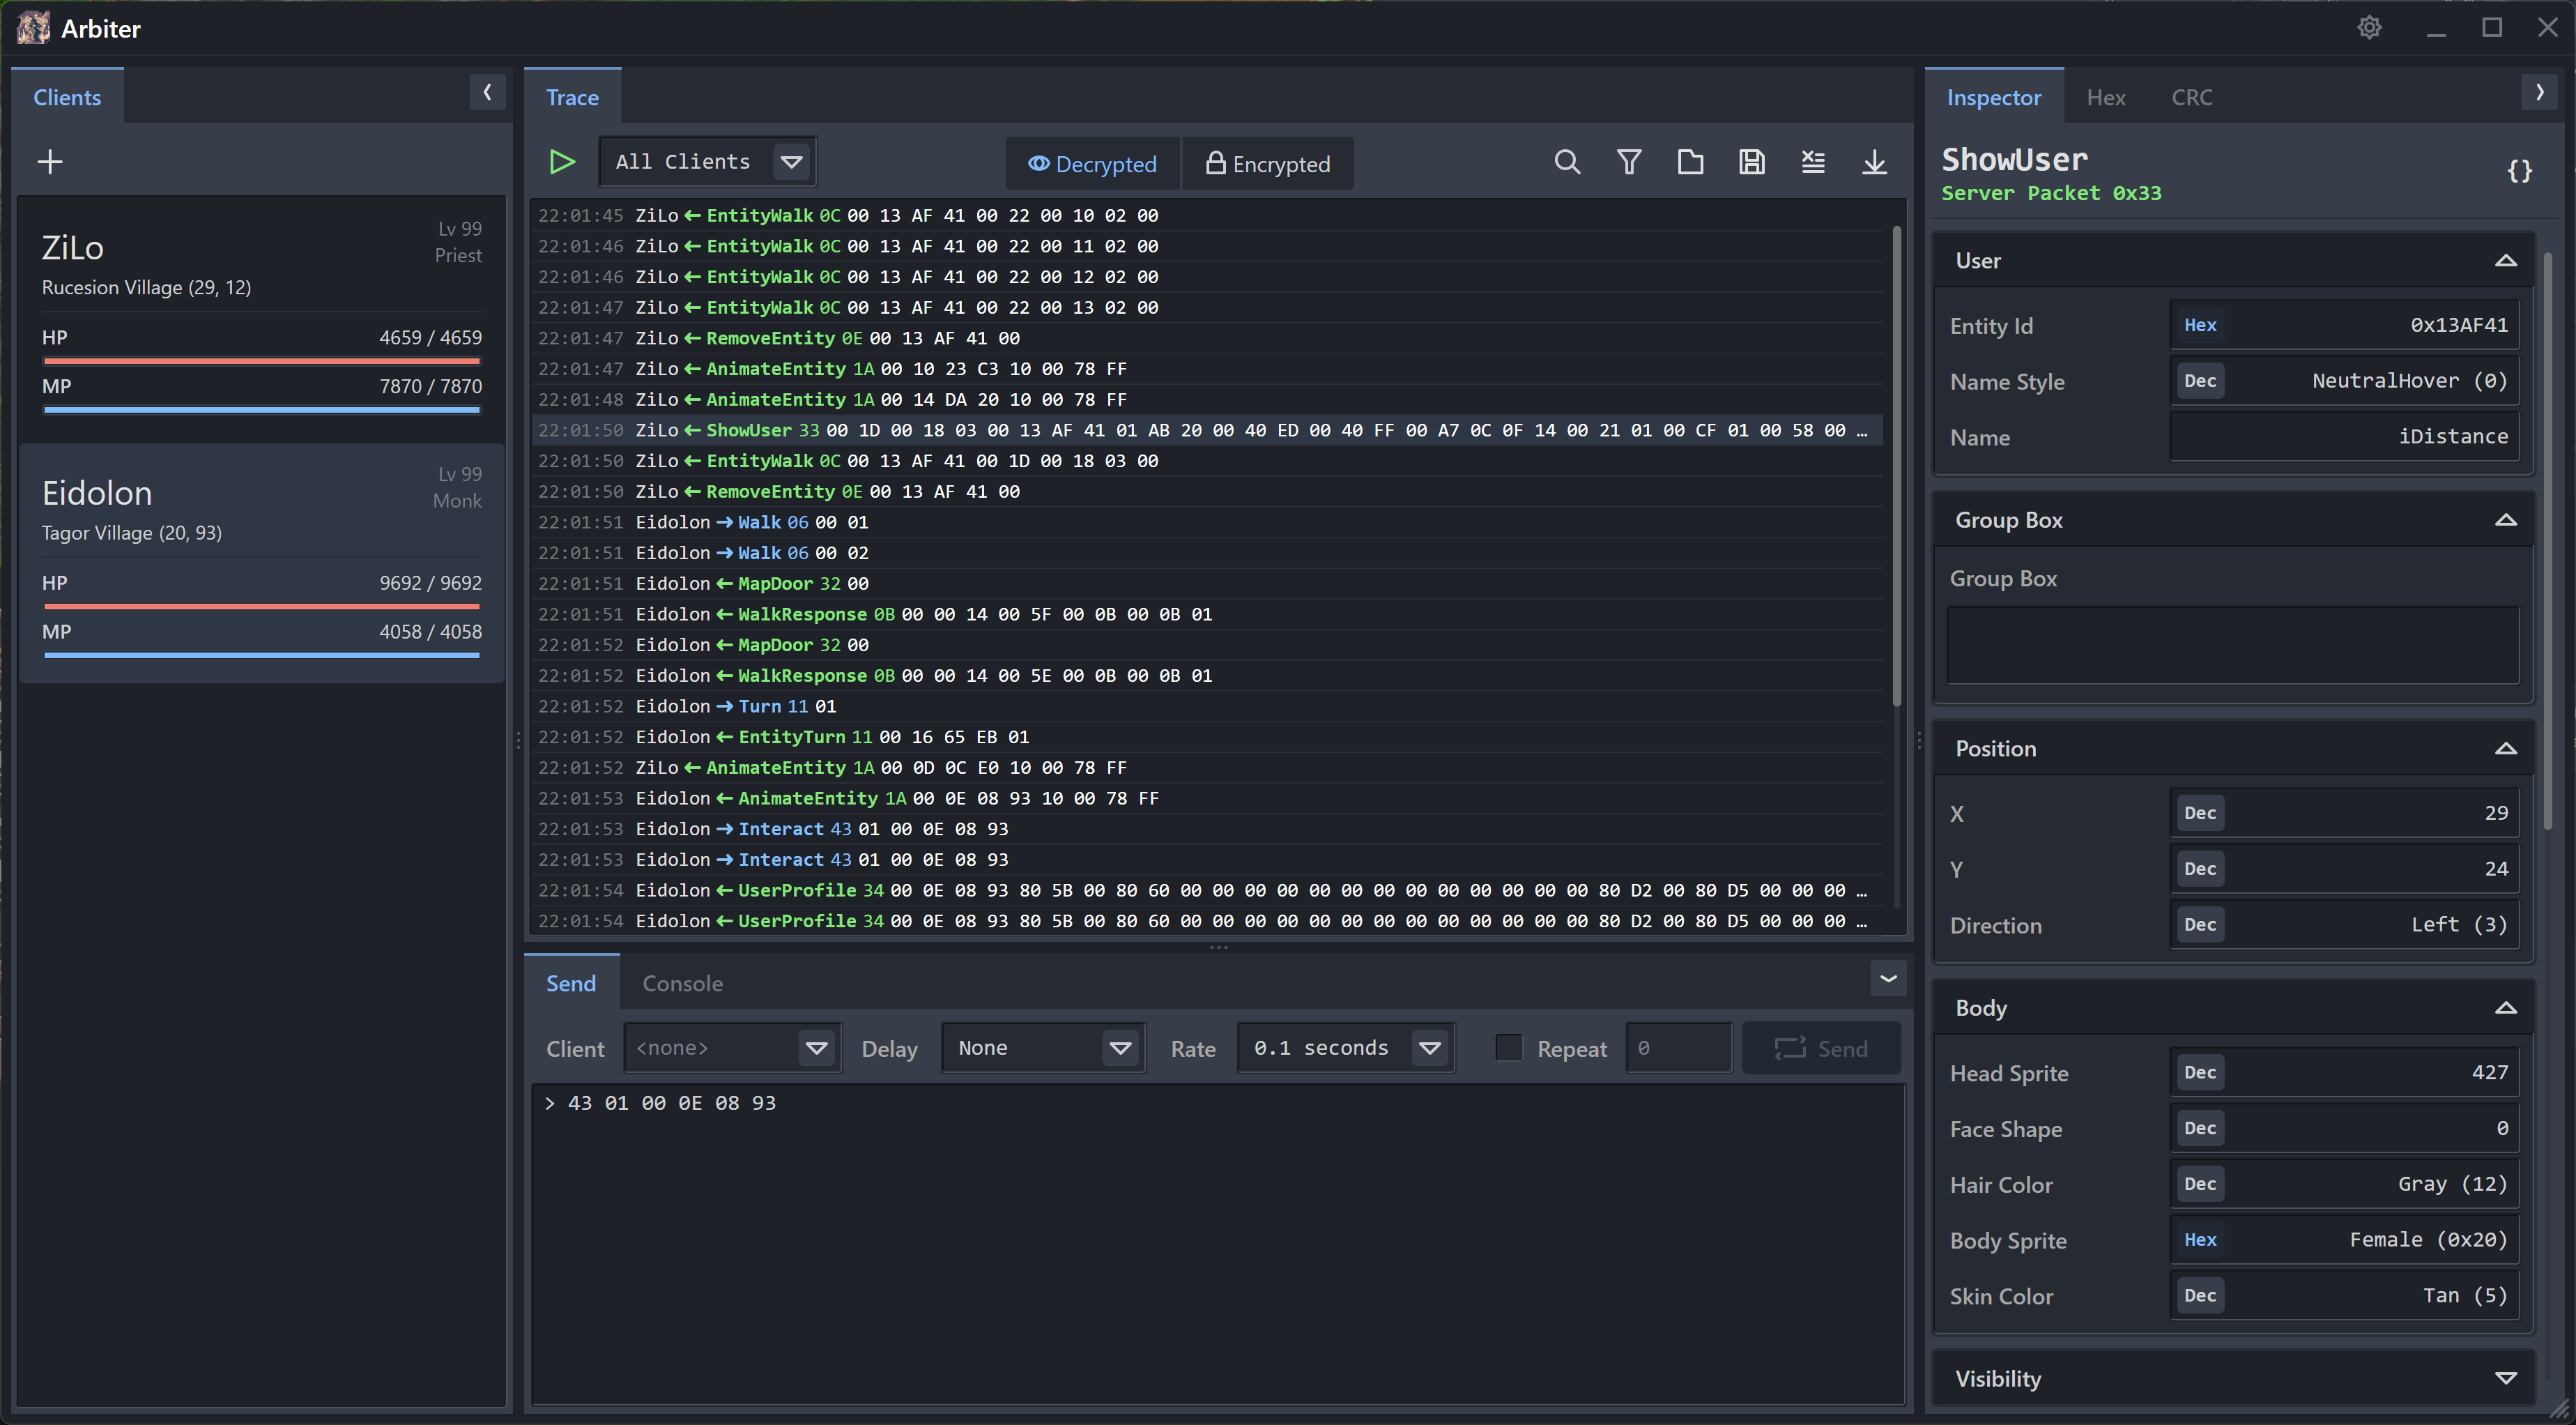 Arbiter
Clients
ZiLo
Lv 99
Priest
Rucesion Village (29, 12)
HP 4659 / 4659
MP 7870 / 7870
Eidolon
Lv 99
Monk
Tagor Village (20, 93)
HP 9692 / 9692
MP 4058 / 4058
Trace
All Clients
Decrypted
Encrypted
22:01:45 ZiLo ← EntityWalk 0C 00 13 AF 41 00 22 00 10 02 00
22:01:46 ZiLo ← EntityWalk 0C 00 13 AF 41 00 22 00 11 02 00
22:01:46 ZiLo ← EntityWalk 0C 00 13 AF 41 00 22 00 12 02 00
22:01:47 ZiLo ← EntityWalk 0C 00 13 AF 41 00 22 00 13 02 00
22:01:47 ZiLo ← RemoveEntity 0E 00 13 AF 41 00
22:01:47 ZiLo ← AnimateEntity 1A 00 10 23 C3 10 00 78 FF
22:01:48 ZiLo ← AnimateEntity 1A 00 14 DA 20 10 00 78 FF
22:01:50 ZiLo ← ShowUser 33 00 1D 00 18 03 00 13 AF 41 01 AB 20 00 40 ED 00 40 FF 00 A7 0C 0F 14 00 21 01 00 CF 01 00 58 00 …
22:01:50 ZiLo ← EntityWalk 0C 00 13 AF 41 00 1D 00 18 03 00
22:01:50 ZiLo ← RemoveEntity 0E 00 13 AF 41 00
22:01:51 Eidolon → Walk 06 00 01
22:01:51 Eidolon → Walk 06 00 02
22:01:51 Eidolon ← MapDoor 32 00
22:01:51 Eidolon ← WalkResponse 0B 00 00 14 00 5F 00 0B 00 0B 01
22:01:52 Eidolon ← MapDoor 32 00
22:01:52 Eidolon ← WalkResponse 0B 00 00 14 00 5E 00 0B 00 0B 01
22:01:52 Eidolon → Turn 11 01
22:01:52 Eidolon ← EntityTurn 11 00 16 65 EB 01
22:01:52 ZiLo ← AnimateEntity 1A 00 0D 0C E0 10 00 78 FF
22:01:53 Eidolon ← AnimateEntity 1A 00 0E 08 93 10 00 78 FF
22:01:53 Eidolon → Interact 43 01 00 0E 08 93
22:01:53 Eidolon → Interact 43 01 00 0E 08 93
22:01:54 Eidolon ← UserProfile 34 00 0E 08 93 80 5B 00 80 60 00 00 00 00 00 00 00 00 00 00 00 00 00 80 D2 00 80 D5 00 00 00 …
22:01:54 Eidolon ← UserProfile 34 00 0E 08 93 80 5B 00 80 60 00 00 00 00 00 00 00 00 00 00 00 00 00 80 D2 00 80 D5 00 00 00 …
Send
Console
Client <none> Delay None Rate 0.1 seconds Repeat 0 Send
> 43 01 00 0E 08 93
Inspector
Hex
CRC
ShowUser
{}
Server Packet 0x33
User
Entity Id Hex 0x13AF41
Name Style Dec NeutralHover (0)
Name iDistance
Group Box
Group Box
Position
X Dec 29
Y Dec 24
Direction Dec Left (3)
Body
Head Sprite Dec 427
Face Shape Dec 0
Hair Color Dec Gray (12)
Body Sprite Hex Female (0x20)
Skin Color Dec Tan (5)
Visibility